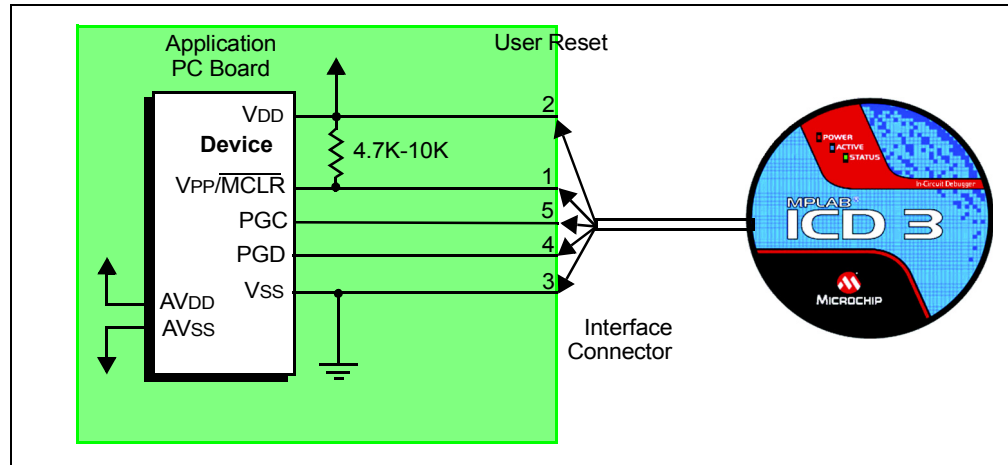 Application
PC Board
User Reset
VDD
2
Device
4.7K-10K
VPP/MCLR
1
PGC
5
PGD
4
VSS
3
AVDD
AVSS
Interface
Connector
POWER
ACTIVE
STATUS
In-Circuit Debugger
MPLAB®
ICD 3
MICROCHIP